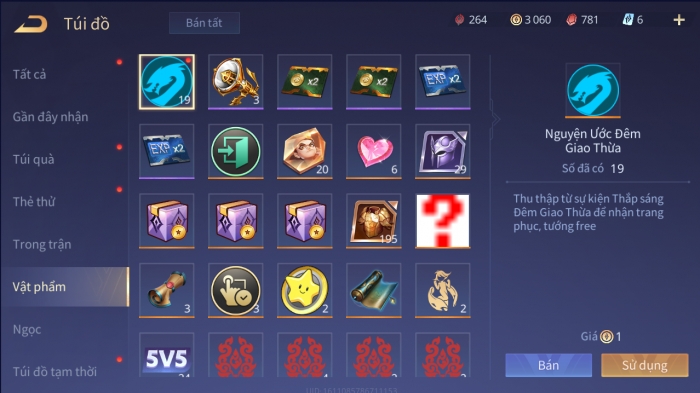 Túi đồ
Bán tất
264
3 060
781
6
Tất cả
Gần đây nhận
Túi quà
Thẻ thử
Trong trận
Vật phẩm
Ngọc
Túi đồ tạm thời
19
3
x2
x2
EXP x2
EXP x2
20
6
29
195
?
3
3
2
4
2
5V5
Nguyện Ước Đêm
Giao Thừa
Số đã có 19
Thu thập từ sự kiện Thắp sáng
Đêm Giao Thừa để nhận trang
phục, tướng free
Giá 1
Bán
Sử dụng